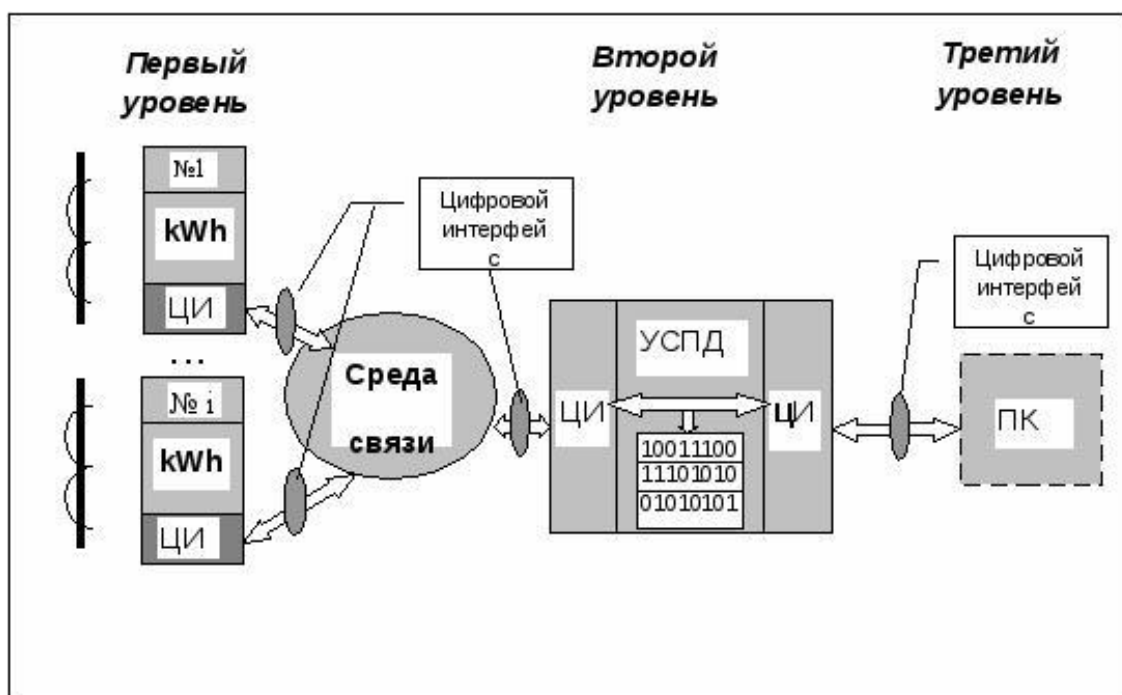 Первый
уровень
Второй
уровень
Третий
уровень
№1
kWh
ЦИ
...
№ i
kWh
ЦИ
Цифровой
интерфей
с
Среда
связи
УСПД
ЦИ
ЦИ
10011100
11101010
01010101
Цифровой
интерфей
с
ПК